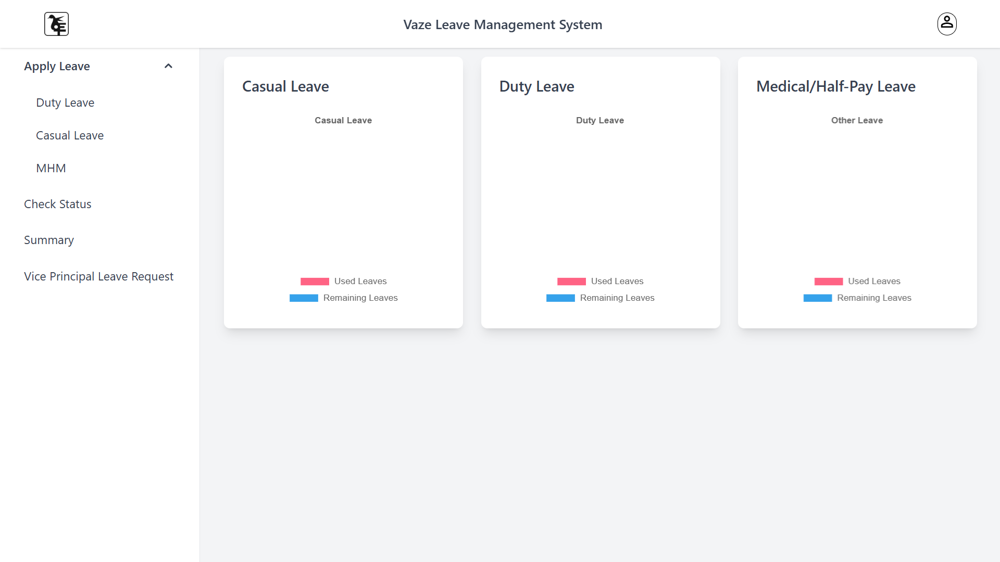 Vaze Leave Management System
Apply Leave
Duty Leave
Casual Leave
MHM
Check Status
Summary
Vice Principal Leave Request
Casual Leave
Casual Leave
Used Leaves
Remaining Leaves
Duty Leave
Duty Leave
Used Leaves
Remaining Leaves
Medical/Half-Pay Leave
Other Leave
Used Leaves
Remaining Leaves